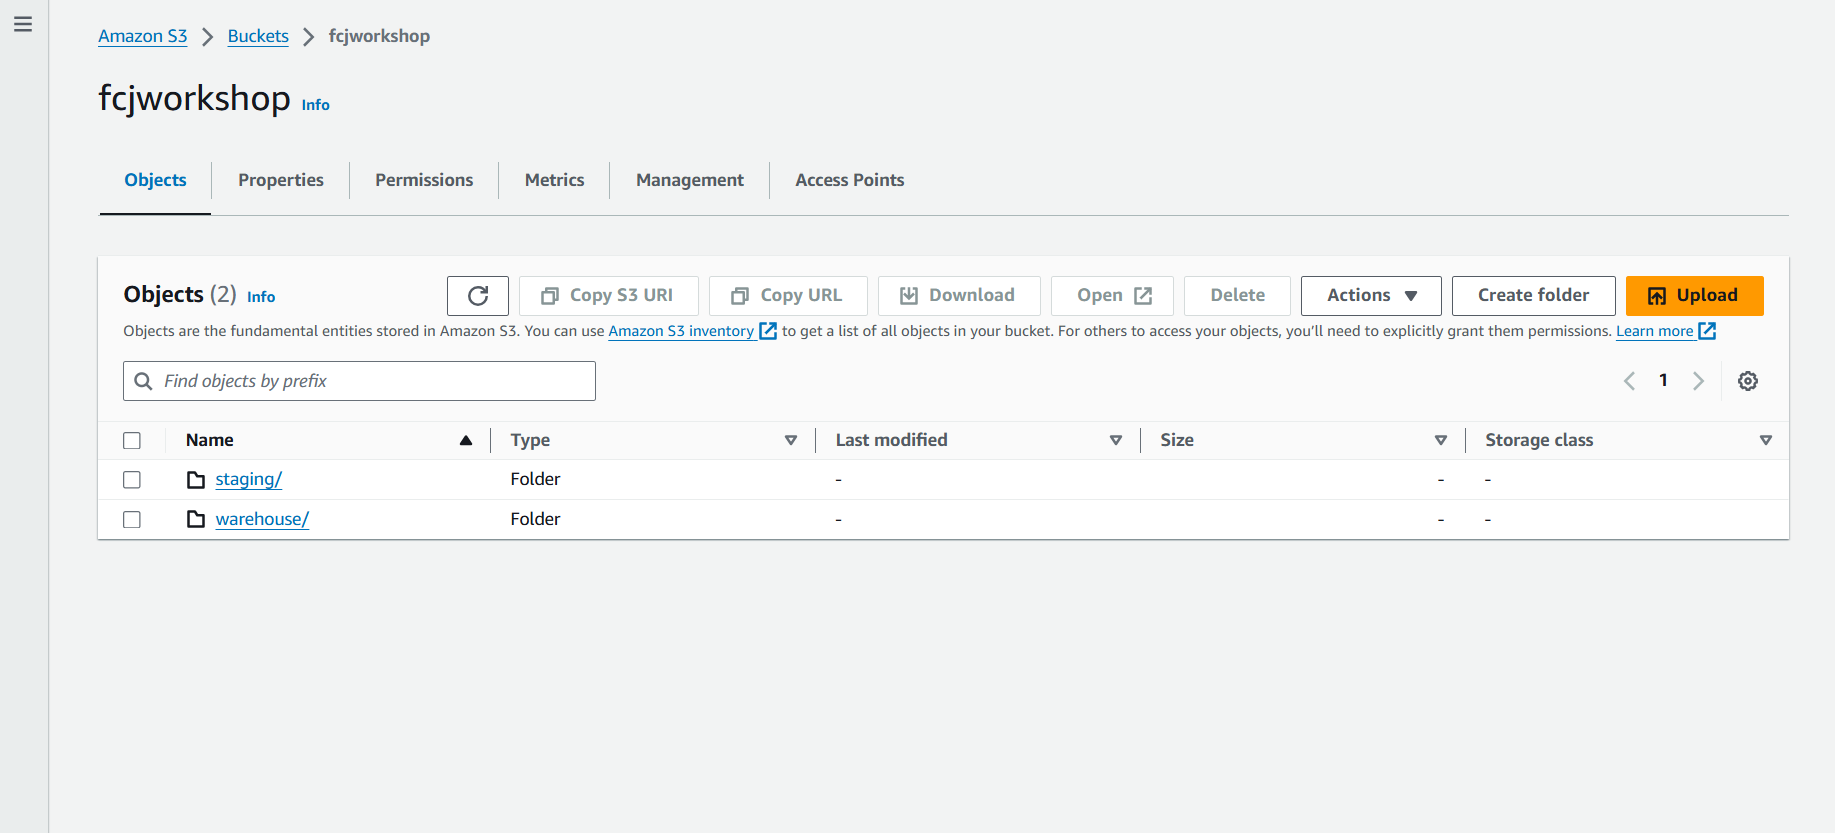 Amazon S3 Buckets fcjworkshop
fcjworkshop Info
Objects Properties Permissions Metrics Management Access Points
Objects (2) Info Copy S3 URI Copy URL Download Open Delete Actions Create folder Upload
Objects are the fundamental entities stored in Amazon S3. You can use Amazon S3 inventory to get a list of all objects in your bucket. For others to access your objects, you'll need to explicitly grant them permissions. Learn more
Find objects by prefix 1
Name Type Last modified Size Storage class
staging/ Folder - - -
warehouse/ Folder - - -